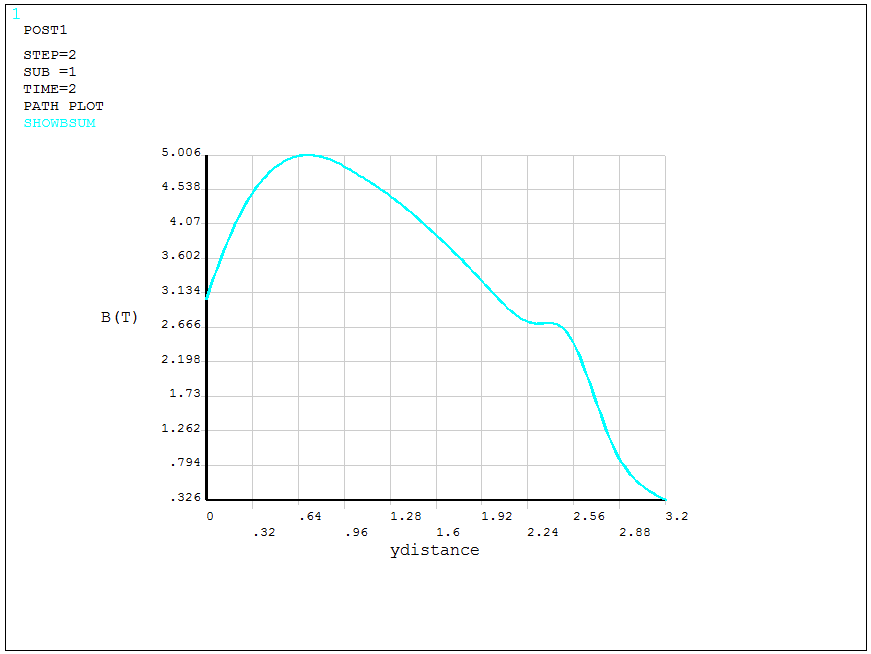 1
POST1
STEP=2
SUB =1
TIME=2
PATH PLOT
SHOWBSUM
5.006
4.538
4.07
3.602
3.134
B(T)
2.666
2.198
1.73
1.262
.794
.326
0 .64 1.28 1.92 2.56 3.2
.32 .96 1.6 2.24 2.88
ydistance